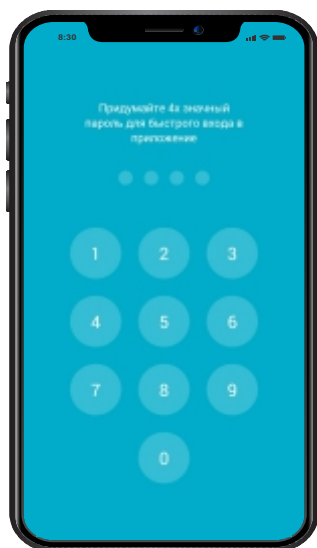 8:30
Придумайте 4х значный
пароль для быстрого входа в
приложение
1 2 3
4 5 6
7 8 9
0